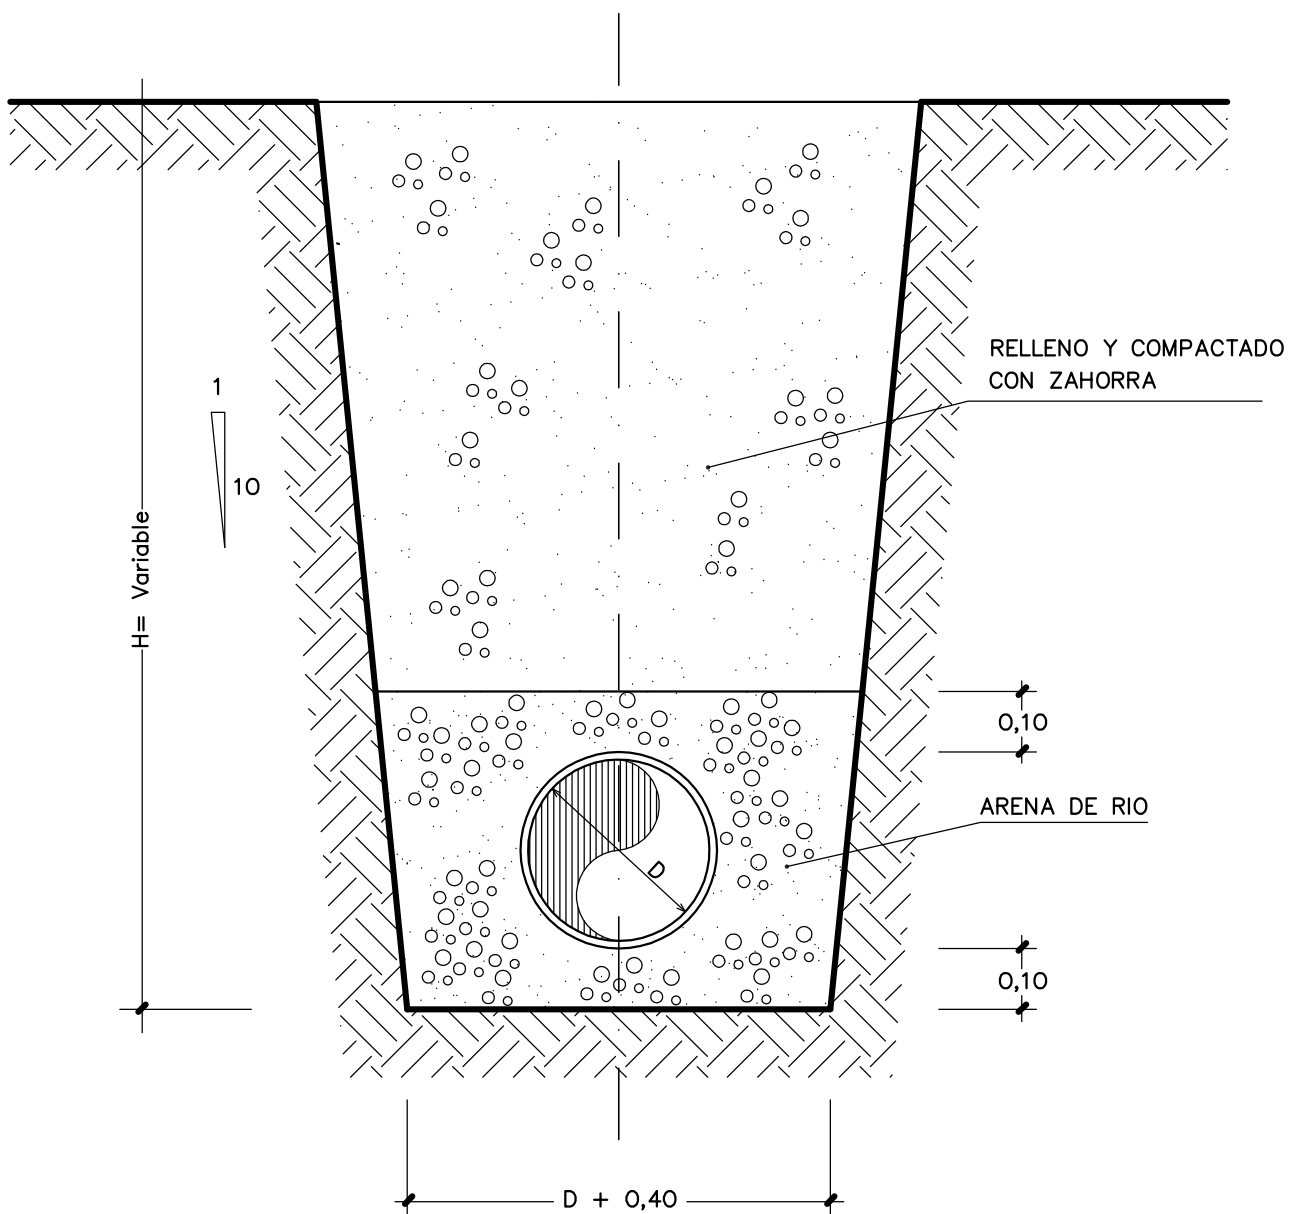 RELLENO Y COMPACTADO
CON ZAHORRA
1
10
H= Variable
0,10
ARENA DE RIO
D
0,10
D + 0,40